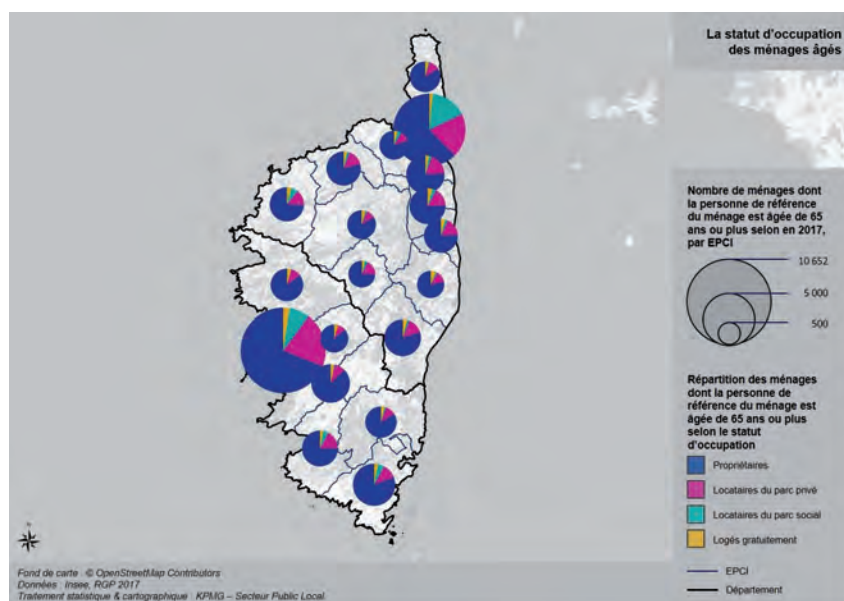 La statut d'occupation
des ménages âgés
Nombre de ménages dont
la personne de référence
du ménage est âgée de 65
ans ou plus selon en 2017,
par EPCI
10 652
5 000
500
Répartition des ménages
dont la personne de
référence du ménage est
âgée de 65 ans ou plus
selon le statut
d'occupation
Propriétaires
Locataires du parc privé
Locataires du parc social
Logés gratuitement
EPCI
Département
Fond de carte : © OpenStreetMap Contributors
Données : Insee, RGP 2017
Traitement statistique & cartographique : KPMG – Secteur Public Local